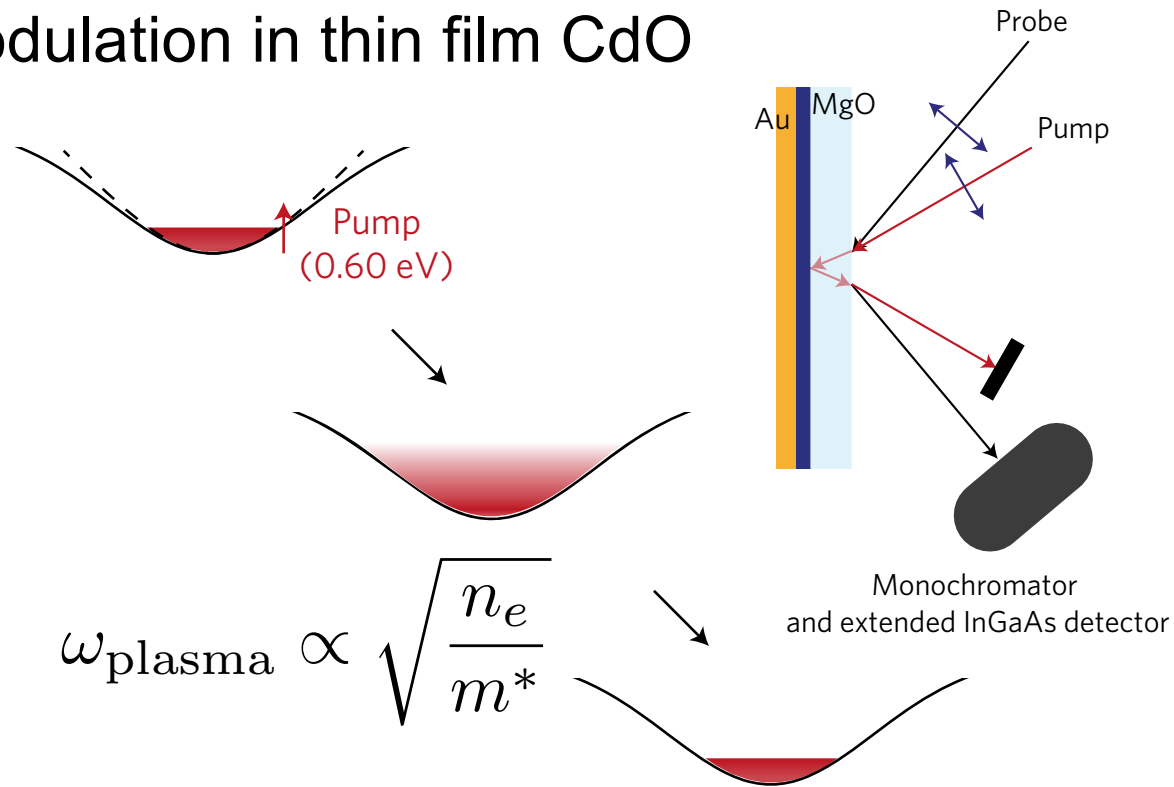 odulation in thin film CdO
Probe
Au
MgO
Pump
Pump
(0.60 eV)
Monochromator
and extended InGaAs detector
ω_plasma ∝ √(n_e/m*)